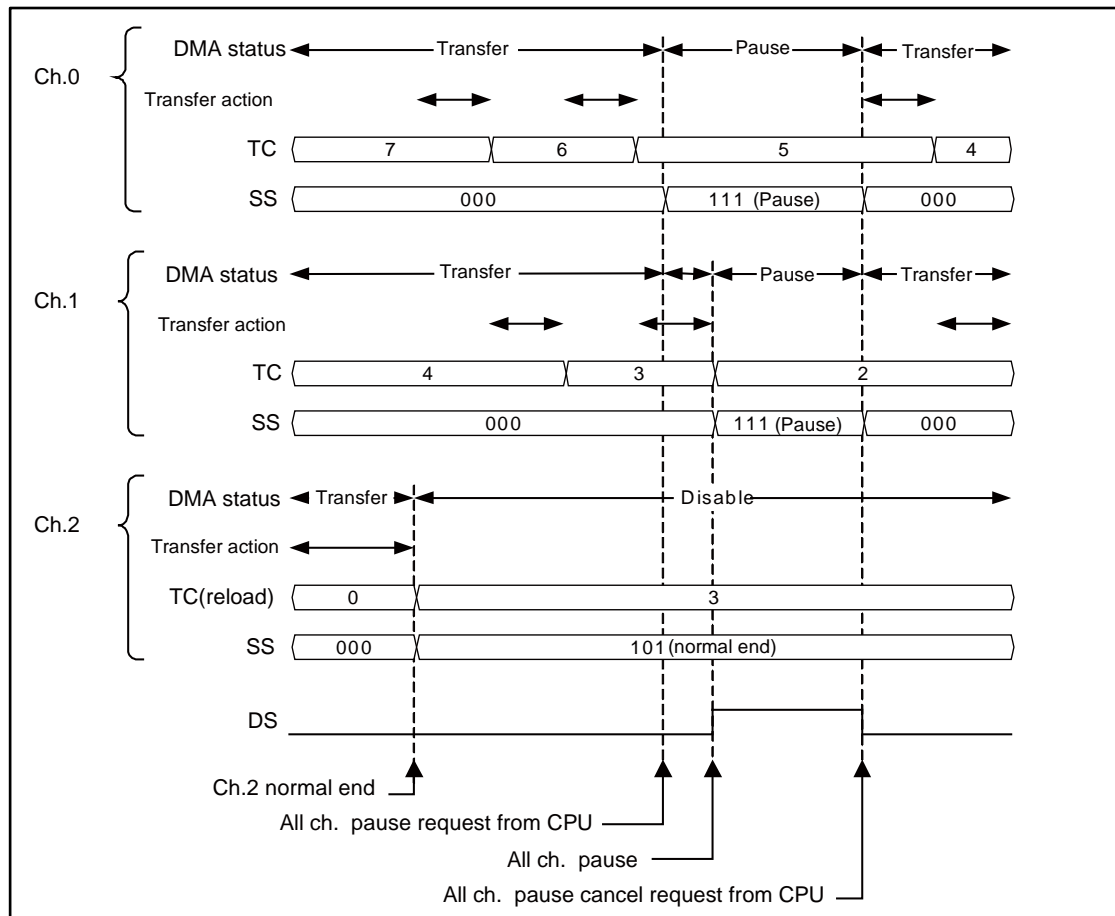 DMA status Transfer Pause Transfer
Ch.0
Transfer action
TC 7 6 5 4
SS 000 111 (Pause) 000
DMA status Transfer Pause Transfer
Ch.1
Transfer action
TC 4 3 2
SS 000 111 (Pause) 000
DMA status Transfer Disable
Ch.2
Transfer action
TC(reload) 0 3
SS 000 101 (normal end)
DS
Ch.2 normal end
All ch. pause request from CPU
All ch. pause
All ch. pause cancel request from CPU